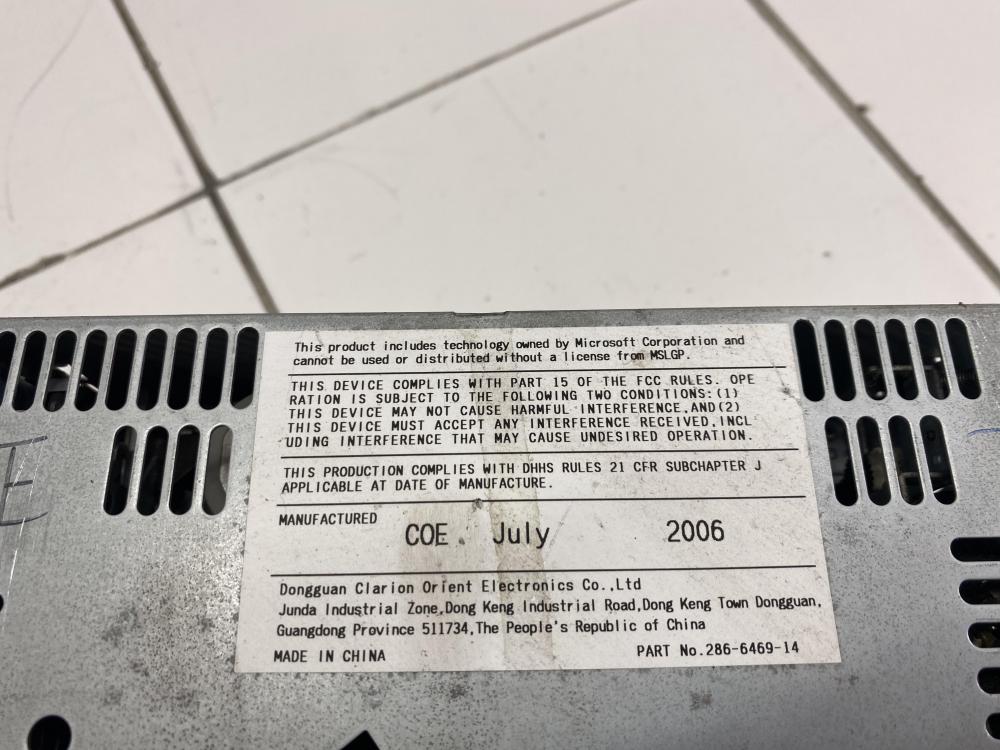 This product includes technology owned by Microsoft Corporation and
cannot be used or distributed without a license from MSLGP.
THIS DEVICE COMPLIES WITH PART 15 OF THE FCC RULES. OPE
RATION IS SUBJECT TO THE FOLLOWING TWO CONDITIONS:(1)
THIS DEVICE MAY NOT CAUSE HARMFUL INTERFERENCE,AND(2)
THIS DEVICE MUST ACCEPT ANY INTERFERENCE RECEIVED,INCL
UDING INTERFERENCE THAT MAY CAUSE UNDESIRED OPERATION.
THIS PRODUCTION COMPLIES WITH DHHS RULES 21 CFR SUBCHAPTER J
APPLICABLE AT DATE OF MANUFACTURE.
MANUFACTURED
COE. July 2006
Dongguan Clarion Orient Electronics Co.,Ltd
Junda Industrial Zone,Dong Keng Industrial Road,Dong Keng Town Dongguan,
Guangdong Province 511734,The People's Republic of China
MADE IN CHINA PART No.286-6469-14